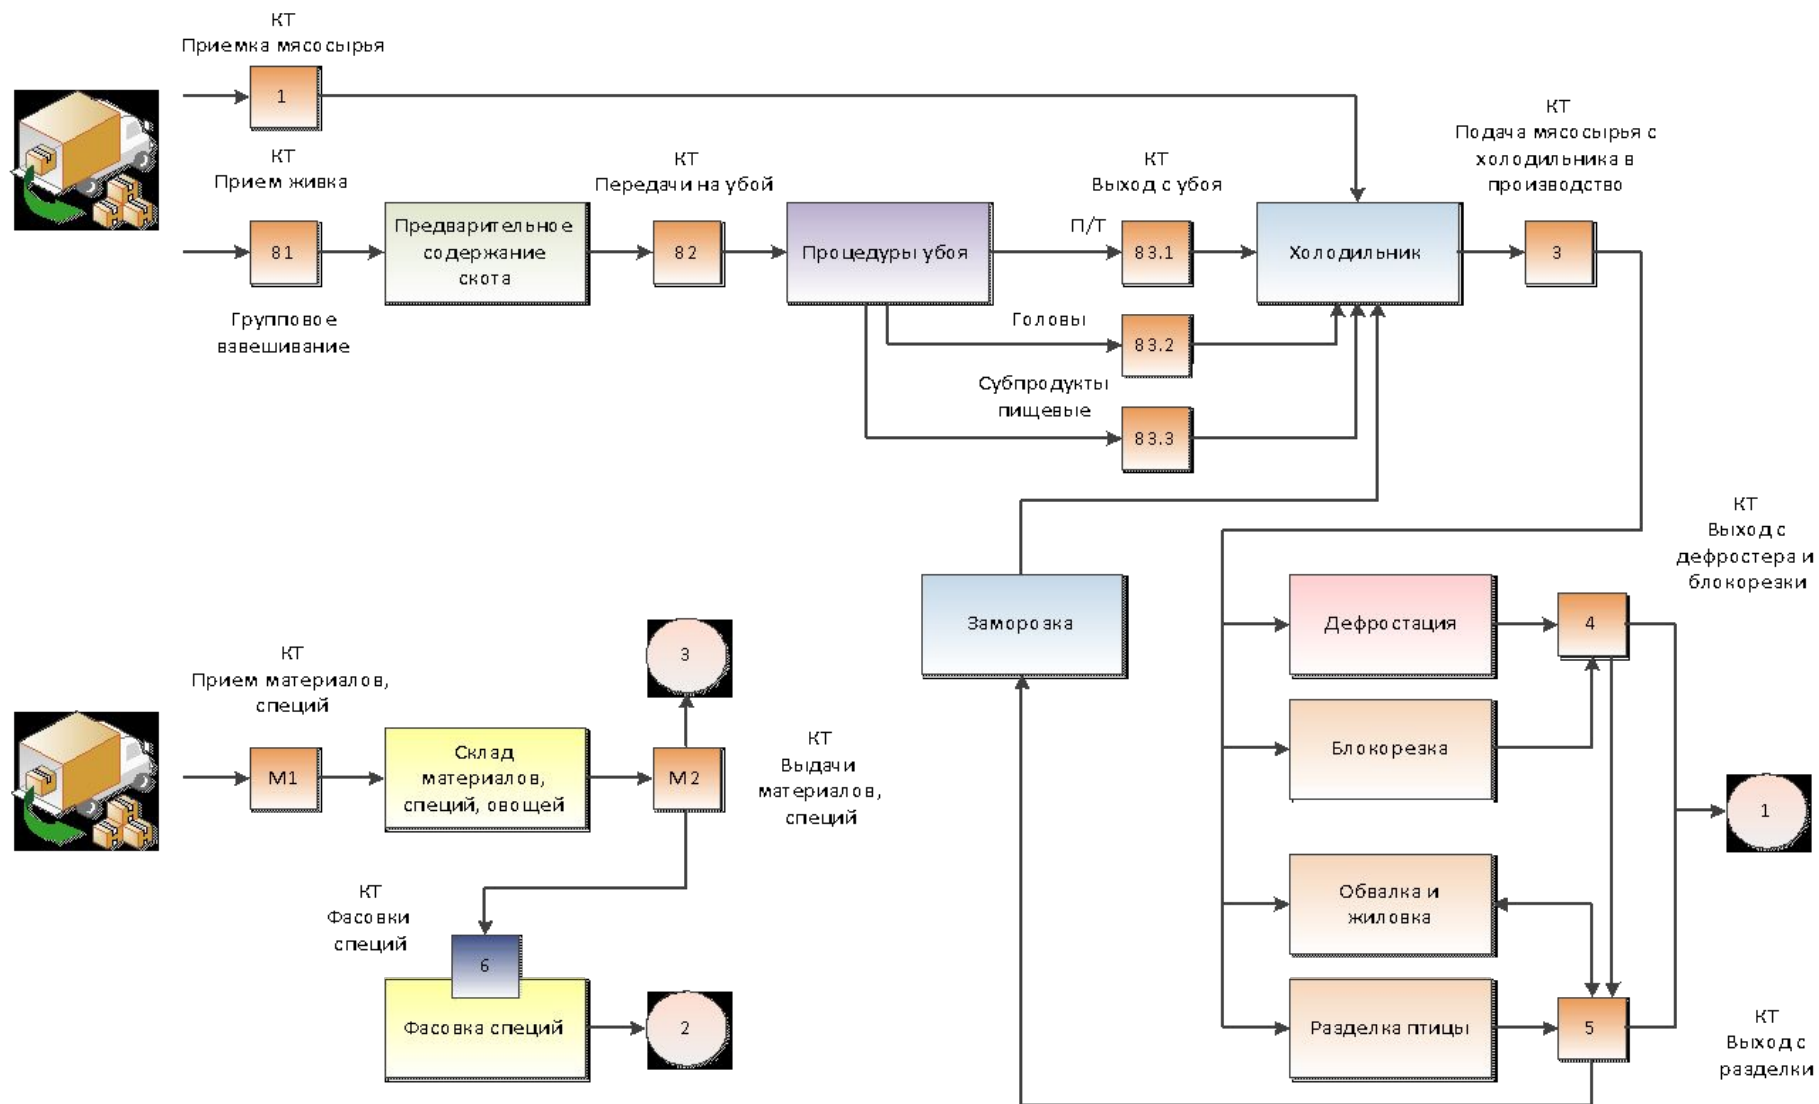 КТ
Приемка мясосырья
1
КТ
Прием живка
81
Групповое
взвешивание
Предварительное
содержание
скота
КТ
Передачи на убой
82
Процедуры убоя
КТ
Выход с убоя
П/Т
83.1
Головы
83.2
Субпродукты
пищевые
83.3
Холодильник
КТ
Подача мясосырья с
холодильника в
производство
3
КТ
Выход с
дефростера и
блокорезки
Заморозка
Дефростация
4
Блокорезка
1
Обвалка и
жиловка
Разделка птицы
5
КТ
Выход с
разделки
КТ
Прием материалов,
специй
М1
Склад
материалов,
специй, овощей
3
М2
КТ
Выдачи
материалов,
специй
КТ
Фасовки
специй
6
Фасовка специй
2